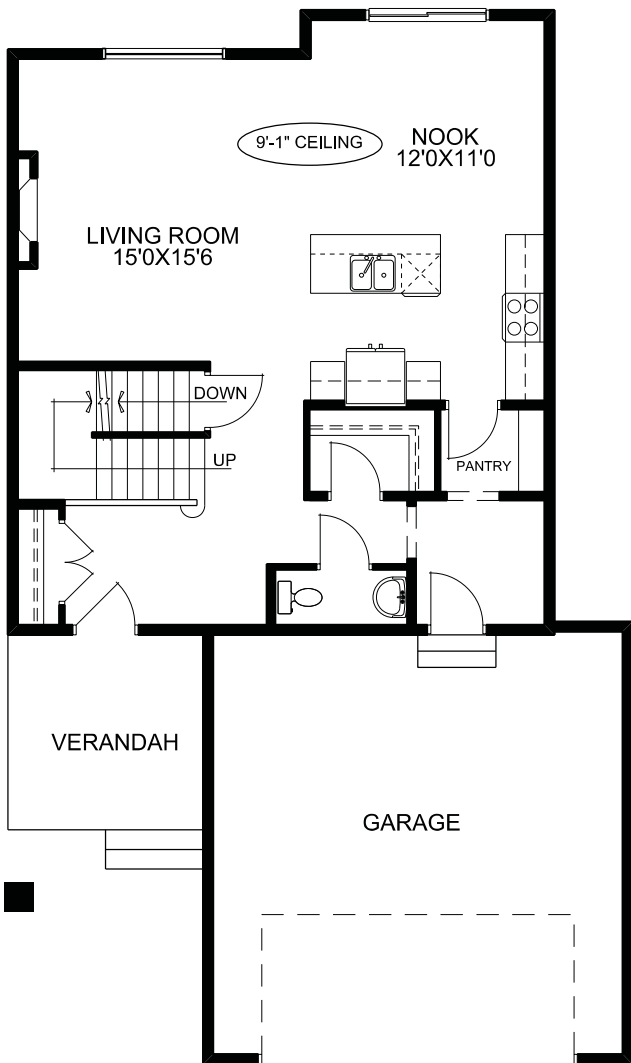 9'-1" CEILING
NOOK
12'0X11'0
LIVING ROOM
15'0X15'6
DOWN
UP
PANTRY
VERANDAH
GARAGE